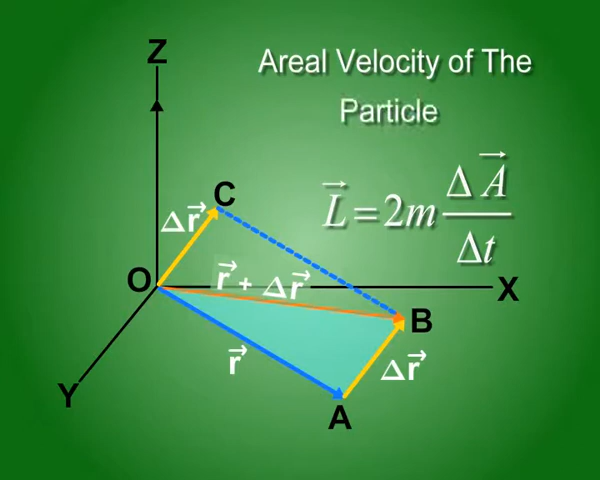 Areal Velocity of The
Particle
Z
C
Δr⃗
L⃗ = 2m ΔA⃗/Δt
O
r⃗ + Δr⃗
X
B
r⃗
Δr⃗
Y
A